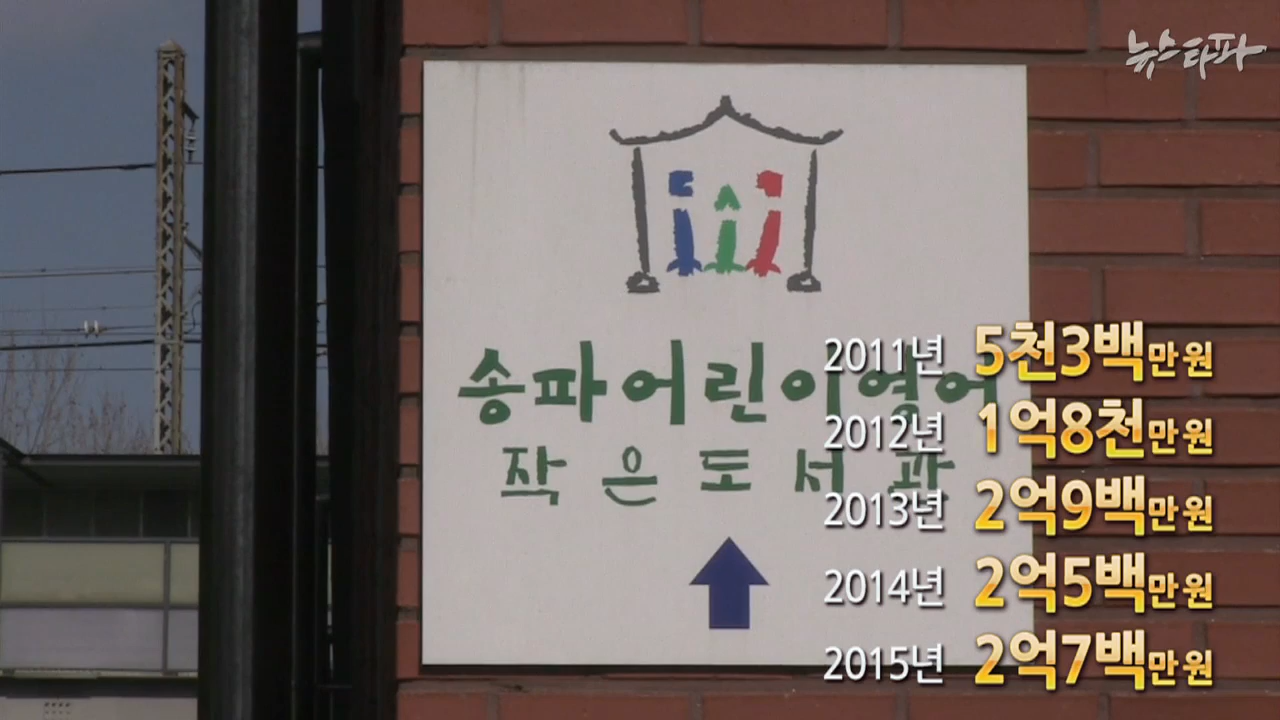 뉴스타파
송파어린이영어
작은도서관
2011년 5천3백만원
2012년 1억8천만원
2013년 2억9백만원
2014년 2억5백만원
2015년 2억7백만원